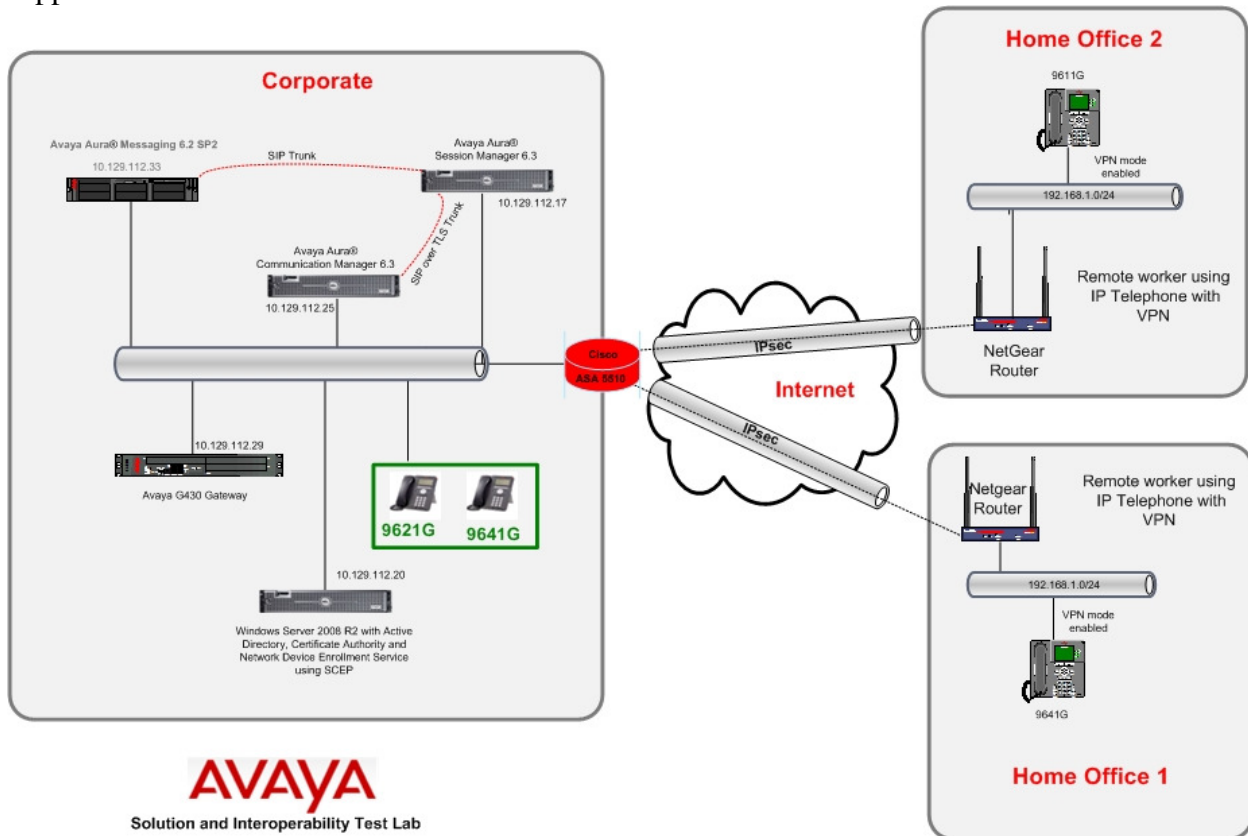 Corporate
Avaya Aura® Messaging 6.2 SP2
10.129.112.33
SIP Trunk
Avaya Aura®
Session Manager 6.3
10.129.112.17
SIP over TLS Trunk
Avaya Aura®
Communication Manager 6.3
10.129.112.25
Cisco
ASA 5510
10.129.112.29
Avaya G430 Gateway
9621G
9641G
10.129.112.20
Windows Server 2008 R2 with Active
Directory, Certificate Authority and
Network Device Enrollment Service
using SCEP
IPsec
Internet
IPsec
Home Office 2
9611G
VPN mode
enabled
192.168.1.0/24
Remote worker using
IP Telephone with
VPN
NetGear
Router
Netgear
Router
Remote worker using
IP Telephone with
VPN
192.168.1.0/24
VPN mode
enabled
9641G
Home Office 1
AVAYA
Solution and Interoperability Test Lab